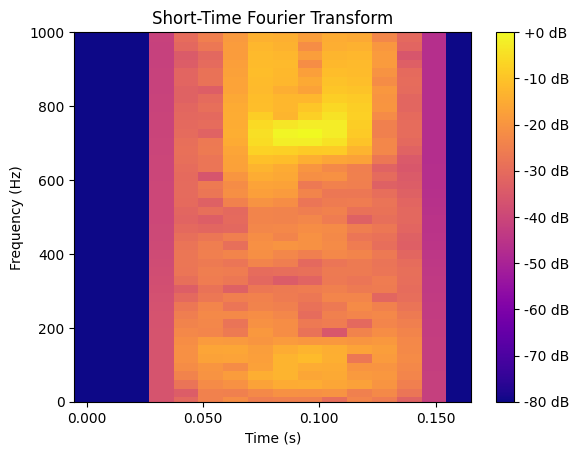 Short-Time Fourier Transform
1000
800
600
400
200
0
Frequency (Hz)
0.000
0.050
0.100
0.150
Time (s)
+0 dB
-10 dB
-20 dB
-30 dB
-40 dB
-50 dB
-60 dB
-70 dB
-80 dB